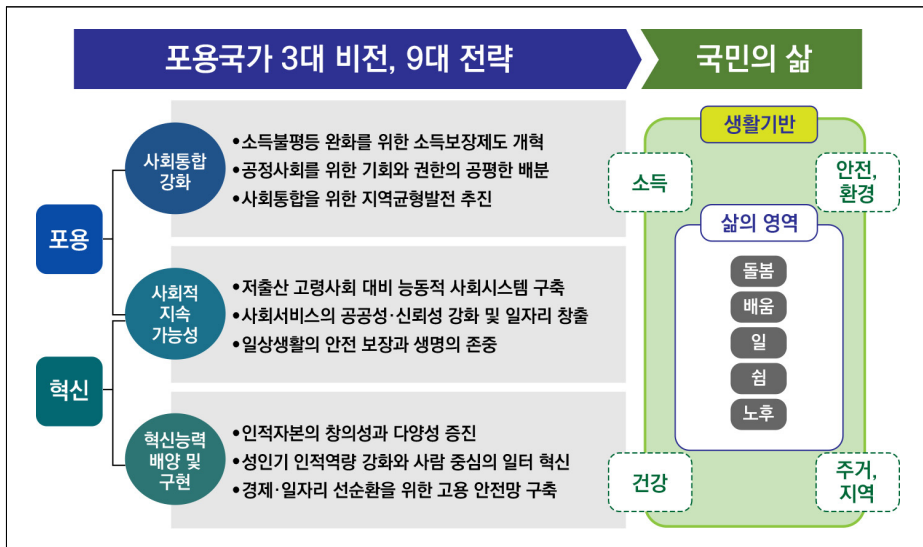 포용국가 3대 비전, 9대 전략
국민의 삶
포용
혁신
사회통합
강화
•소득불평등 완화를 위한 소득보장제도 개혁
•공정사회를 위한 기회와 권한의 공평한 배분
•사회통합을 위한 지역균형발전 추진
사회적
지속
가능성
•저출산 고령사회 대비 능동적 사회시스템 구축
•사회서비스의 공공성·신뢰성 강화 및 일자리 창출
•일상생활의 안전 보장과 생명의 존중
혁신능력
배양 및
구현
•인적자본의 창의성과 다양성 증진
•성인기 인적역량 강화와 사람 중심의 일터 혁신
•경제·일자리 선순환을 위한 고용 안전망 구축
생활기반
소득
안전,
환경
삶의 영역
돌봄
배움
일
쉼
노후
건강
주거,
지역